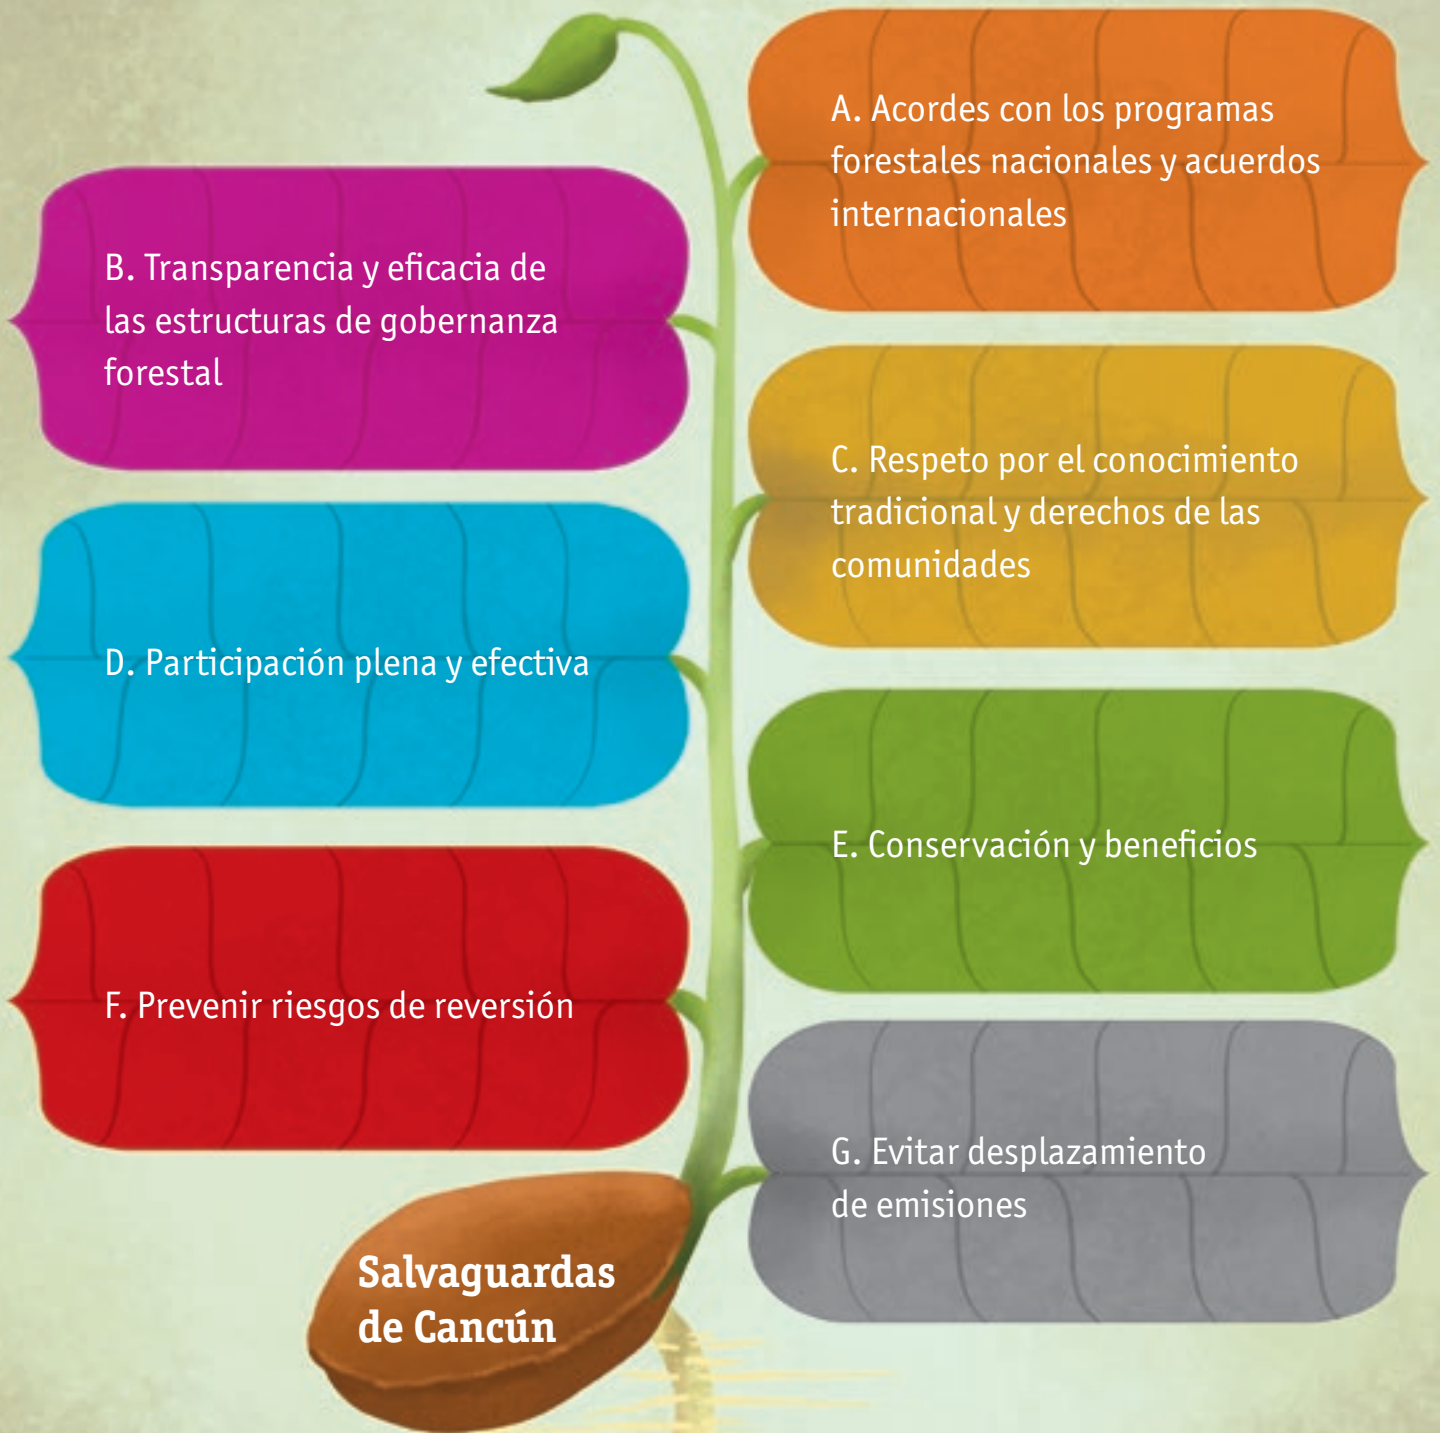 A. Acordes con los programas
forestales nacionales y acuerdos
internacionales
B. Transparencia y eficacia de
las estructuras de gobernanza
forestal
C. Respeto por el conocimiento
tradicional y derechos de las
comunidades
D. Participación plena y efectiva
E. Conservación y beneficios
F. Prevenir riesgos de reversión
G. Evitar desplazamiento
de emisiones
Salvaguardas
de Cancún